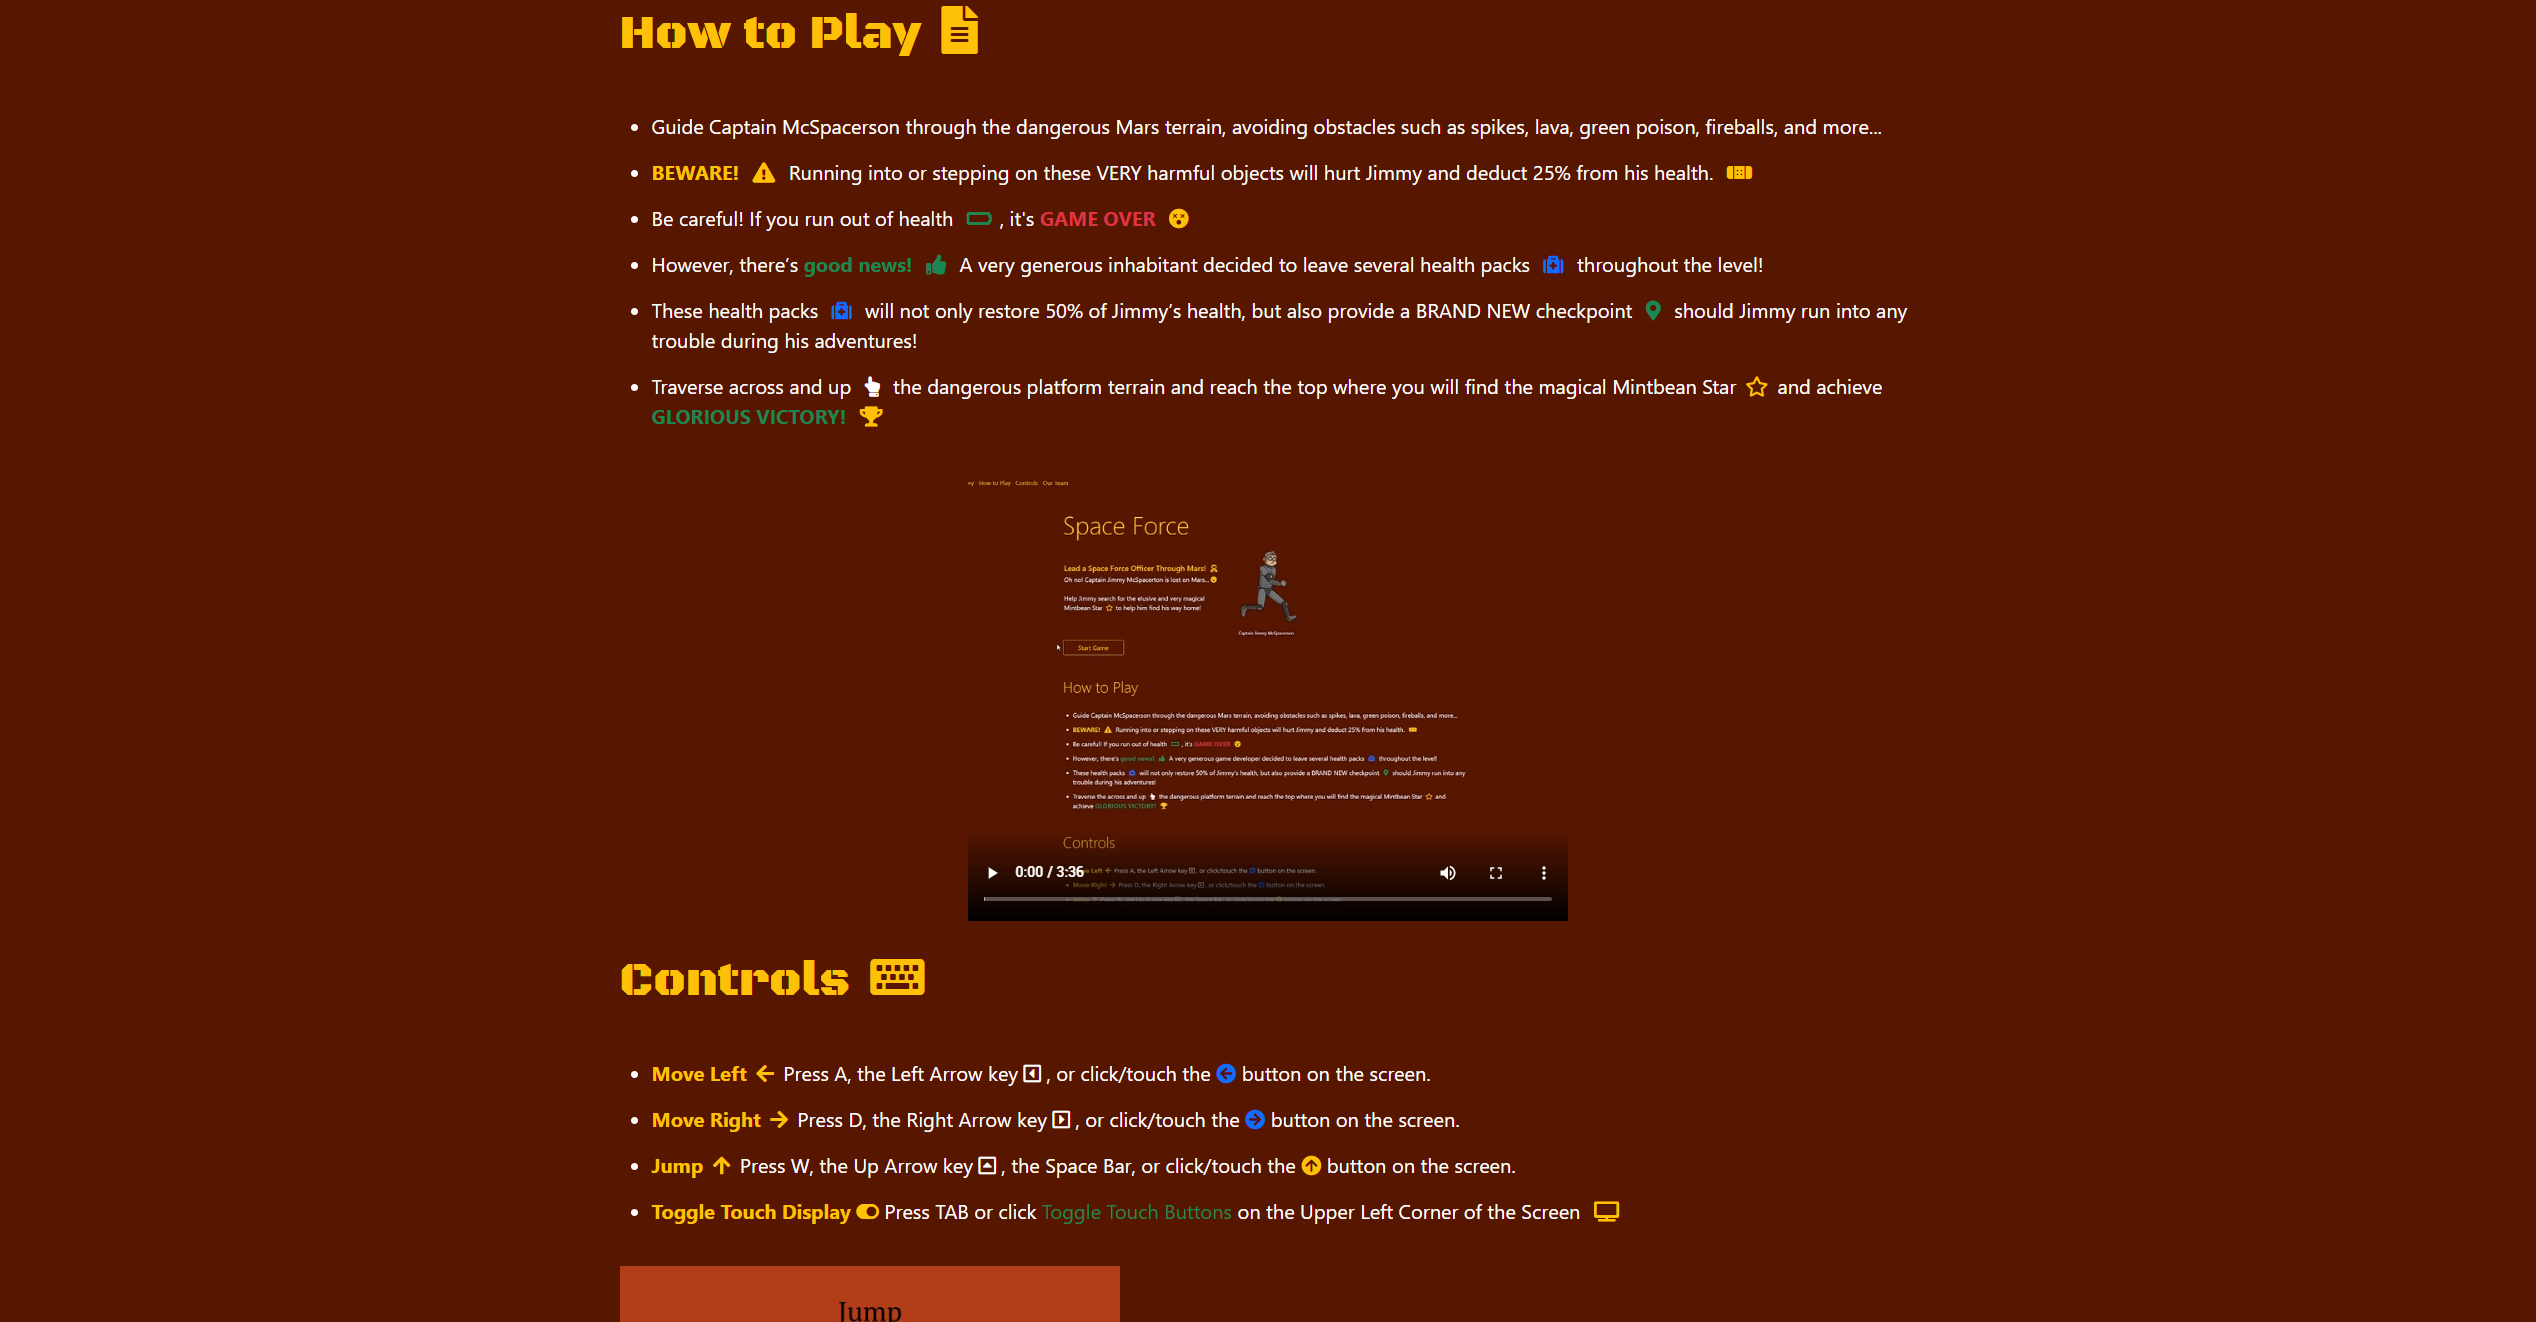 How to Play
Guide Captain McSpacerson through the dangerous Mars terrain, avoiding obstacles such as spikes, lava, green poison, fireballs, and more...
BEWARE! Running into or stepping on these VERY harmful objects will hurt Jimmy and deduct 25% from his health.
Be careful! If you run out of health , it's GAME OVER
However, there’s good news! A very generous inhabitant decided to leave several health packs throughout the level!
These health packs will not only restore 50% of Jimmy’s health, but also provide a BRAND NEW checkpoint should Jimmy run into any
trouble during his adventures!
Traverse across and up the dangerous platform terrain and reach the top where you will find the magical Mintbean Star and achieve
GLORIOUS VICTORY!
How to Play Controls Our Team
Space Force
Lead a Space Force Officer Through Mars!
Oh no! Captain Jimmy McSpacerton is lost on Mars...
Help Jimmy search for the elusive and very magical
Mintbean Star to help him find his way home!
Captain Jimmy McSpacerson
Start Game
How to Play
Guide Captain McSpacerson through the dangerous Mars terrain, avoiding obstacles such as spikes, lava, green poison, fireballs, and more...
BEWARE! Running into or stepping on these VERY harmful objects will hurt Jimmy and deduct 25% from his health.
Be careful! If you run out of health , it's GAME OVER
However, there's good news! A very generous game developer decided to leave several health packs throughout the level!
These health packs will not only restore 50% of Jimmy's health, but also provide a BRAND NEW checkpoint should Jimmy run into any
trouble during his adventures!
Traverse the across and up the dangerous platform terrain and reach the top where you will find the magical Mintbean Star and
achieve GLORIOUS VICTORY!
Controls
0:00 / 3:36
Left Press A, the Left Arrow key , or click/touch the button on the screen.
Move Right Press D, the Right Arrow key , or click/touch the button on the screen.
Jump Press W, the Up Arrow key , the Space Bar, or click/touch the button on the screen.
Controls
Move Left Press A, the Left Arrow key , or click/touch the button on the screen.
Move Right Press D, the Right Arrow key , or click/touch the button on the screen.
Jump Press W, the Up Arrow key , the Space Bar, or click/touch the button on the screen.
Toggle Touch Display Press TAB or click Toggle Touch Buttons on the Upper Left Corner of the Screen
Jump